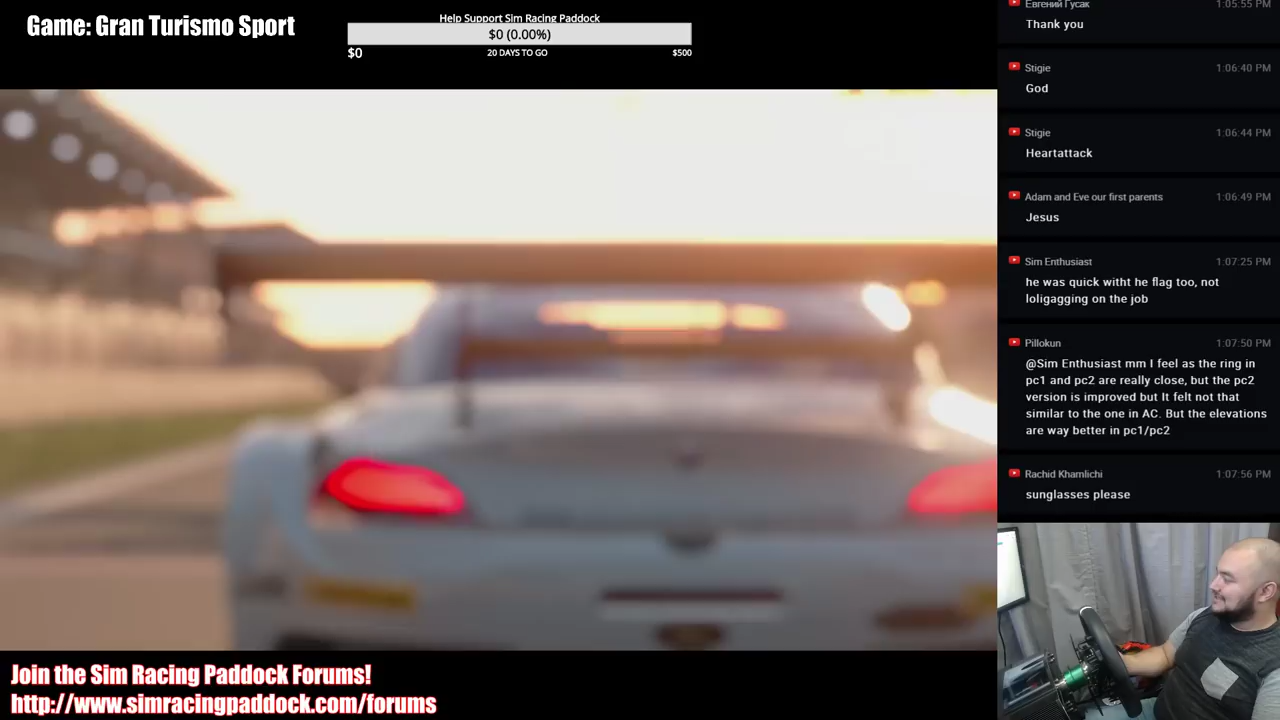 Game: Gran Turismo Sport
Help Support Sim Racing Paddock
$0 (0.00%)
$0
20 DAYS TO GO
$500
Евгений Гусак
1:05:55 PM
Thank you
Stigie
1:06:40 PM
God
Stigie
1:06:44 PM
Heartattack
Adam and Eve our first parents
1:06:49 PM
Jesus
Sim Enthusiast
1:07:25 PM
he was quick witht he flag too, not
loligagging on the job
Pillokun
1:07:50 PM
@Sim Enthusiast mm I feel as the ring in
pc1 and pc2 are really close, but the pc2
version is improved but It felt not that
similar to the one in AC. But the elevations
are way better in pc1/pc2
Rachid Khamlichi
1:07:56 PM
sunglasses please
Join the Sim Racing Paddock Forums!
http://www.simracingpaddock.com/forums